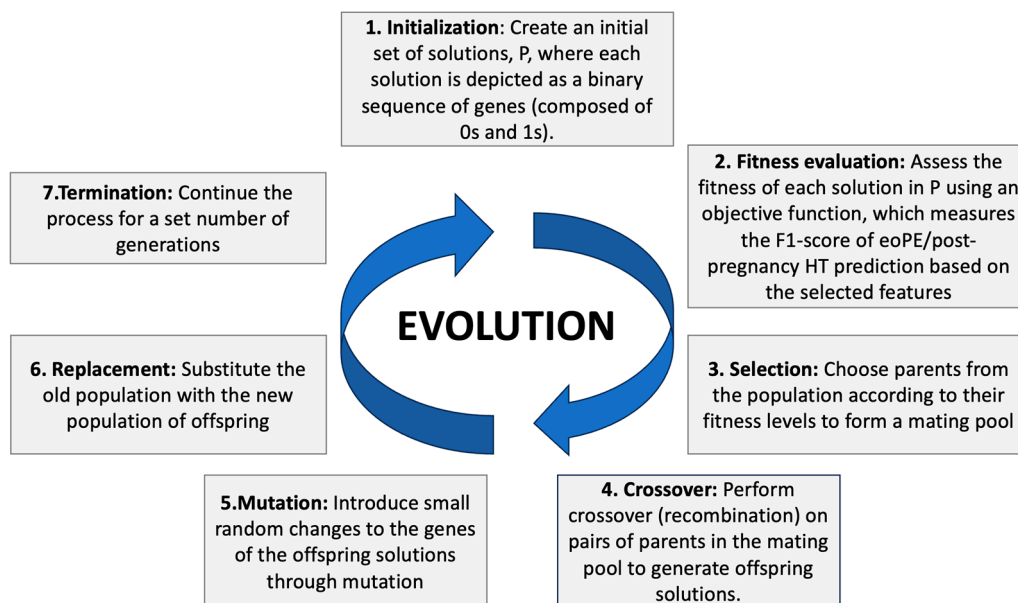 1. Initialization: Create an initial
set of solutions, P, where each
solution is depicted as a binary
sequence of genes (composed of
0s and 1s).
2. Fitness evaluation: Assess the
fitness of each solution in P using an
objective function, which measures
the F1-score of eoPE/post-
pregnancy HT prediction based on
the selected features
3. Selection: Choose parents from
the population according to their
fitness levels to form a mating pool
4. Crossover: Perform
crossover (recombination) on
pairs of parents in the mating
pool to generate offspring
solutions.
5.Mutation: Introduce small
random changes to the genes
of the offspring solutions
through mutation
6. Replacement: Substitute the
old population with the new
population of offspring
7.Termination: Continue the
process for a set number of
generations
EVOLUTION